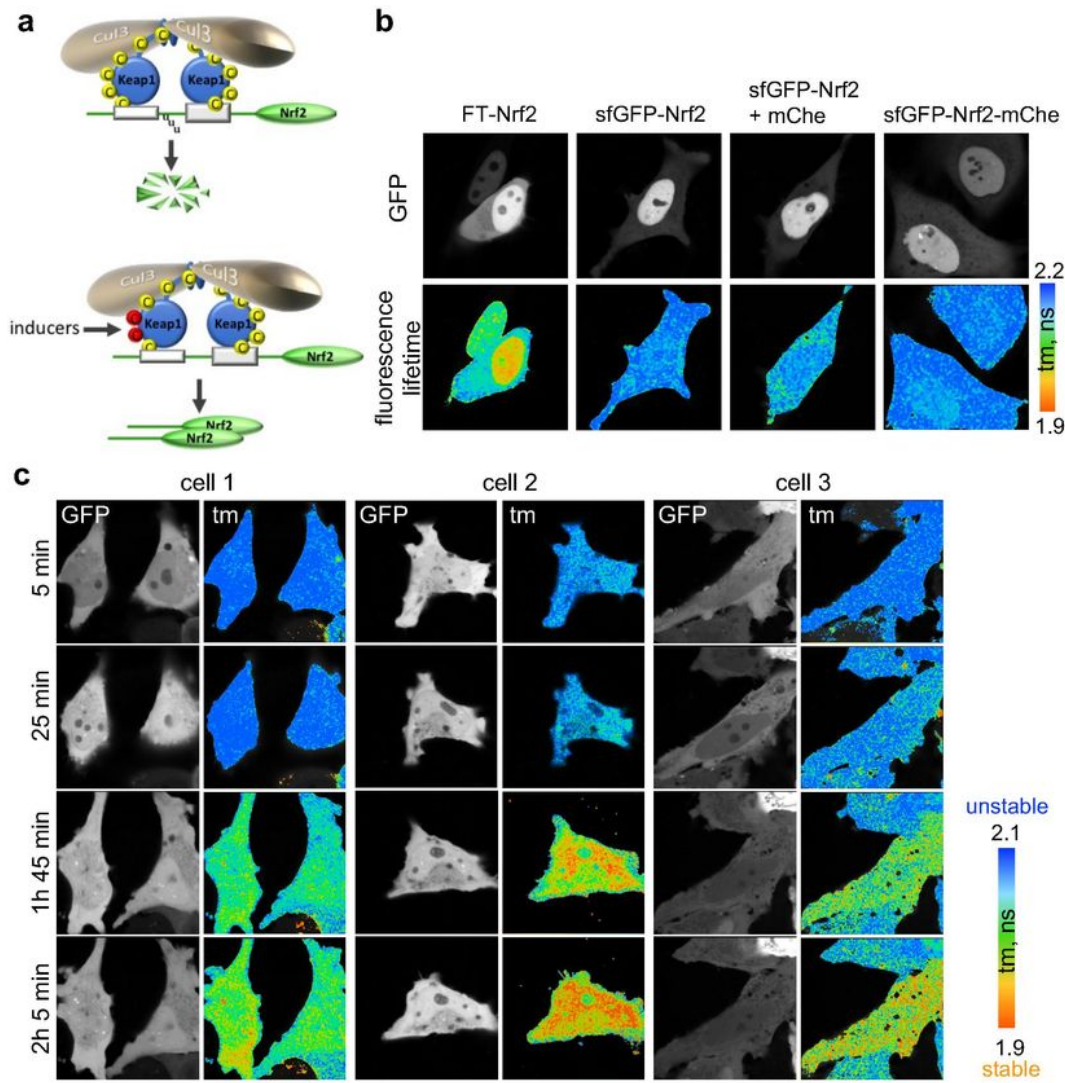 a
Cul3
Cul3
C C C C C C C C C C
Keap1
Keap1
u u u
Nrf2
Cul3
Cul3
C C C C C C C C C C
inducers
Keap1
Keap1
Nrf2
Nrf2
Nrf2
b
FT-Nrf2
sfGFP-Nrf2
sfGFP-Nrf2
+ mChe
sfGFP-Nrf2-mChe
GFP
fluorescence
lifetime
2.2
tm, ns
1.9
c
cell 1
cell 2
cell 3
GFP
tm
GFP
tm
GFP
tm
5 min
25 min
1h 45 min
2h 5 min
unstable
2.1
tm, ns
1.9
stable